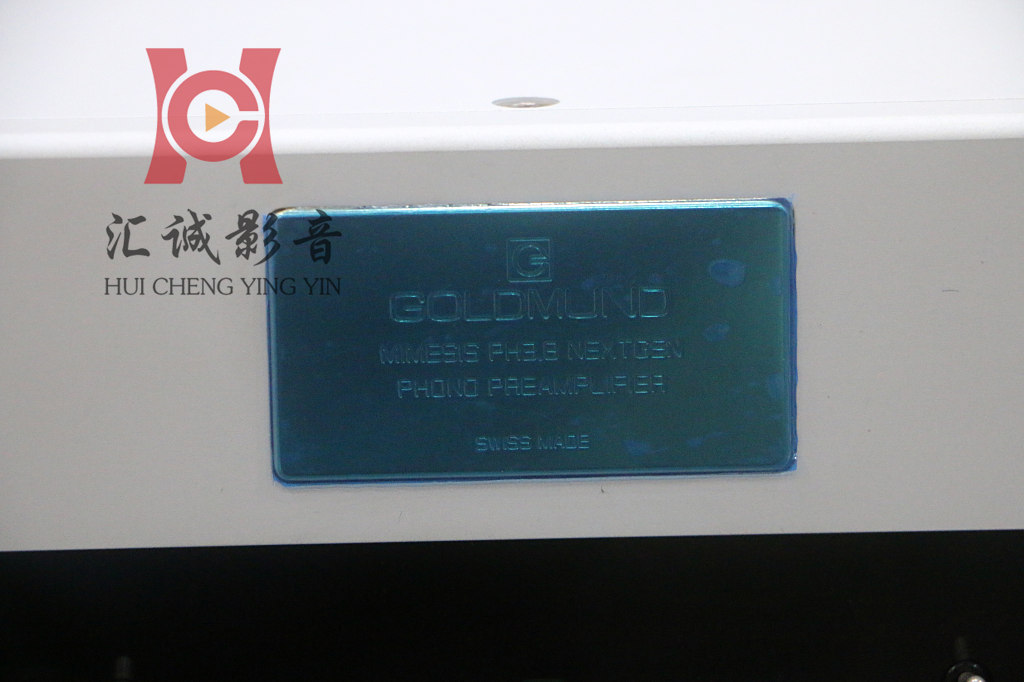 汇诚影音
HUI CHENG YING YIN
GOLDMUND
MIMESIS PH3.8 NEXTGEN
PHONO PREAMPLIFIER
SWISS MADE